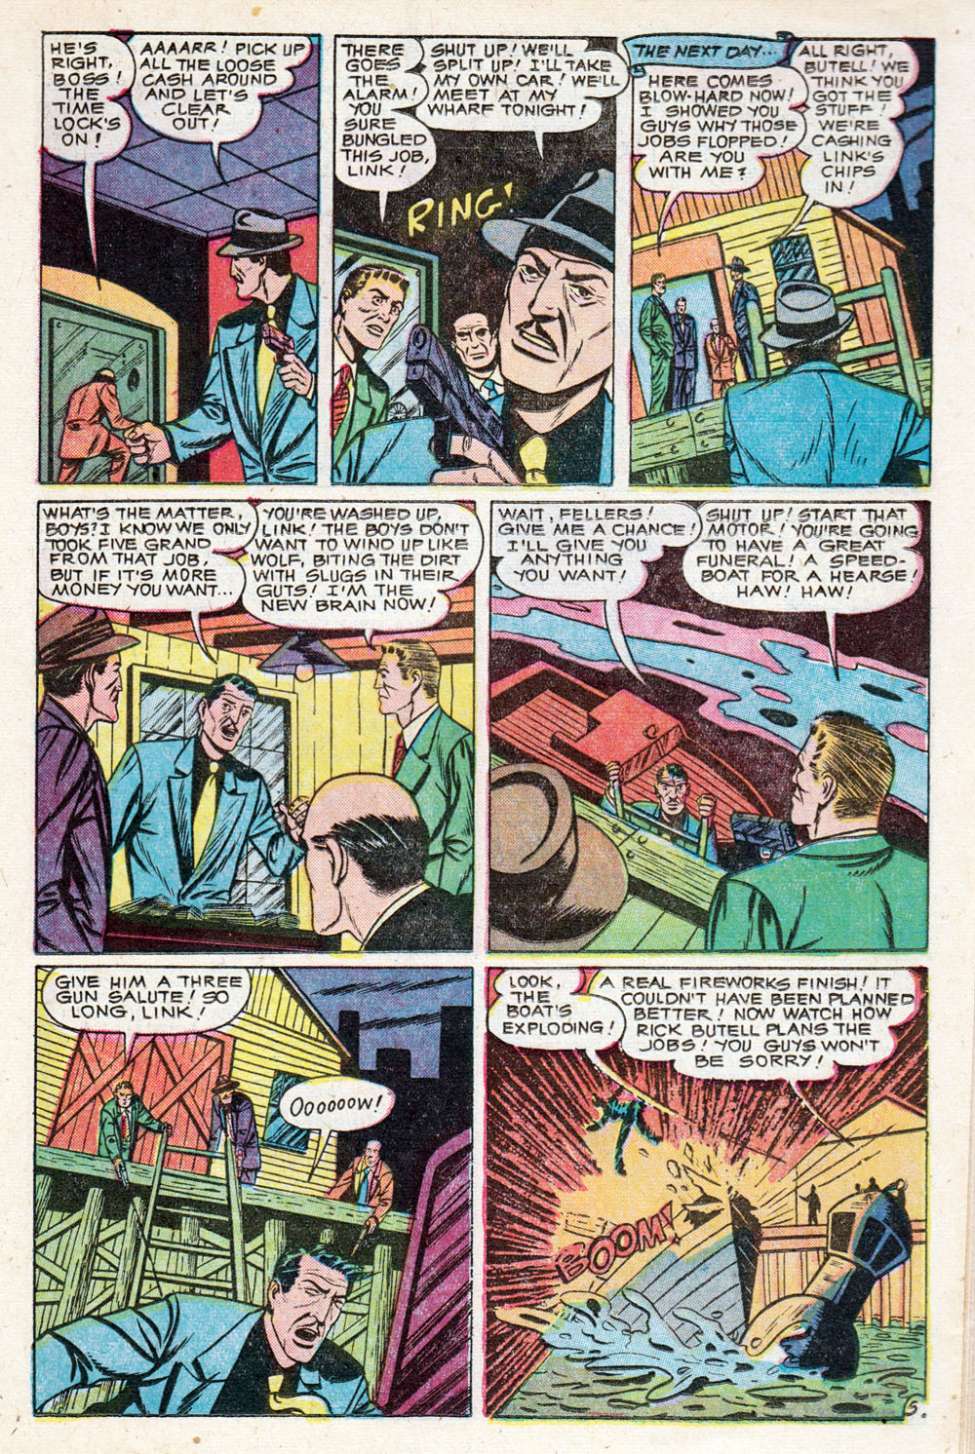 HE'S
RIGHT,
BOSS!
THE
TIME
LOCK'S
ON!
AAAARR! PICK UP
ALL THE LOOSE
CASH AROUND
AND LET'S
CLEAR
OUT!
THERE
GOES
THE
ALARM!
YOU
SURE
BUNGLED
THIS JOB,
LINK!
SHUT UP! WE'LL
SPLIT UP! I'LL TAKE
MY OWN CAR! WE'LL
MEET AT MY
WHARF TONIGHT!
RING!
THE NEXT DAY...
HERE COMES
BLOW-HARD NOW!
I SHOWED YOU
GUYS WHY THOSE
JOBS FLOPPED!
ARE YOU
WITH ME?
ALL RIGHT,
BUTELL! WE
THINK YOU
GOT THE
STUFF!
WE'RE
CASHING
LINK'S
CHIPS
IN!
WHAT'S THE MATTER,
BOYS? I KNOW WE ONLY
TOOK FIVE GRAND
FROM THAT JOB,
BUT IF IT'S MORE
MONEY YOU WANT...
YOU'RE WASHED UP,
LINK! THE BOYS DON'T
WANT TO WIND UP LIKE
WOLF, BITING THE DIRT
WITH SLUGS IN THEIR
GUTS! I'M THE
NEW BRAIN NOW!
WAIT, FELLERS!
GIVE ME A CHANCE!
I'LL GIVE YOU
ANYTHING
YOU WANT!
SHUT UP! START THAT
MOTOR! YOU'RE GOING
TO HAVE A GREAT
FUNERAL! A SPEED-
BOAT FOR A HEARSE!
HAW! HAW!
GIVE HIM A THREE
GUN SALUTE! SO
LONG, LINK!
OOOOOOW!
LOOK,
THE
BOAT'S
EXPLODING!
A REAL FIREWORKS FINISH! IT
COULDN'T HAVE BEEN PLANNED
BETTER! NOW WATCH HOW
RICK BUTELL PLANS THE
JOBS! YOU GUYS WON'T
BE SORRY!
BOOM!
5.